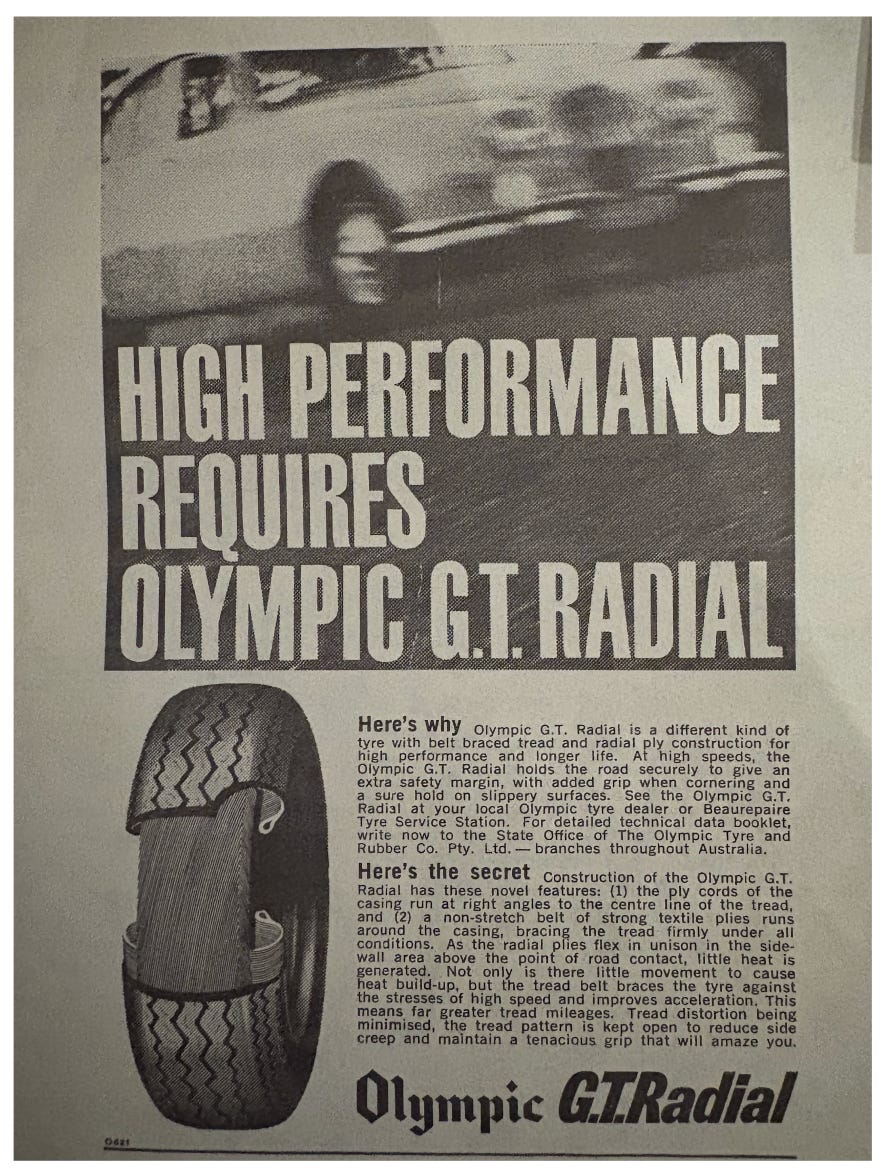 HIGH PERFORMANCE
REQUIRES
OLYMPIC G.T. RADIAL
Here's why Olympic G.T. Radial is a different kind of
tyre with belt braced tread and radial ply construction for
high performance and longer life. At high speeds, the
Olympic G.T. Radial holds the road securely to give an
extra safety margin, with added grip when cornering and
a sure hold on slippery surfaces. See the Olympic G.T.
Radial at your local Olympic tyre dealer or Beaurepaire
Tyre Service Station. For detailed technical data booklet,
write now to the State Office of The Olympic Tyre and
Rubber Co. Pty. Ltd. — branches throughout Australia.
Here's the secret Construction of the Olympic G.T.
Radial has these novel features: (1) the ply cords of the
casing run at right angles to the centre line of the tread,
and (2) a non-stretch belt of strong textile plies runs
around the casing, bracing the tread firmly under all
conditions. As the radial plies flex in unison in the side-
wall area above the point of road contact, little heat is
generated. Not only is there little movement to cause
heat build-up, but the tread belt braces the tyre against
the stresses of high speed and improves acceleration. This
means far greater tread mileages. Tread distortion being
minimised, the tread pattern is kept open to reduce side
creep and maintain a tenacious grip that will amaze you.
Olympic G.T.Radial
O621